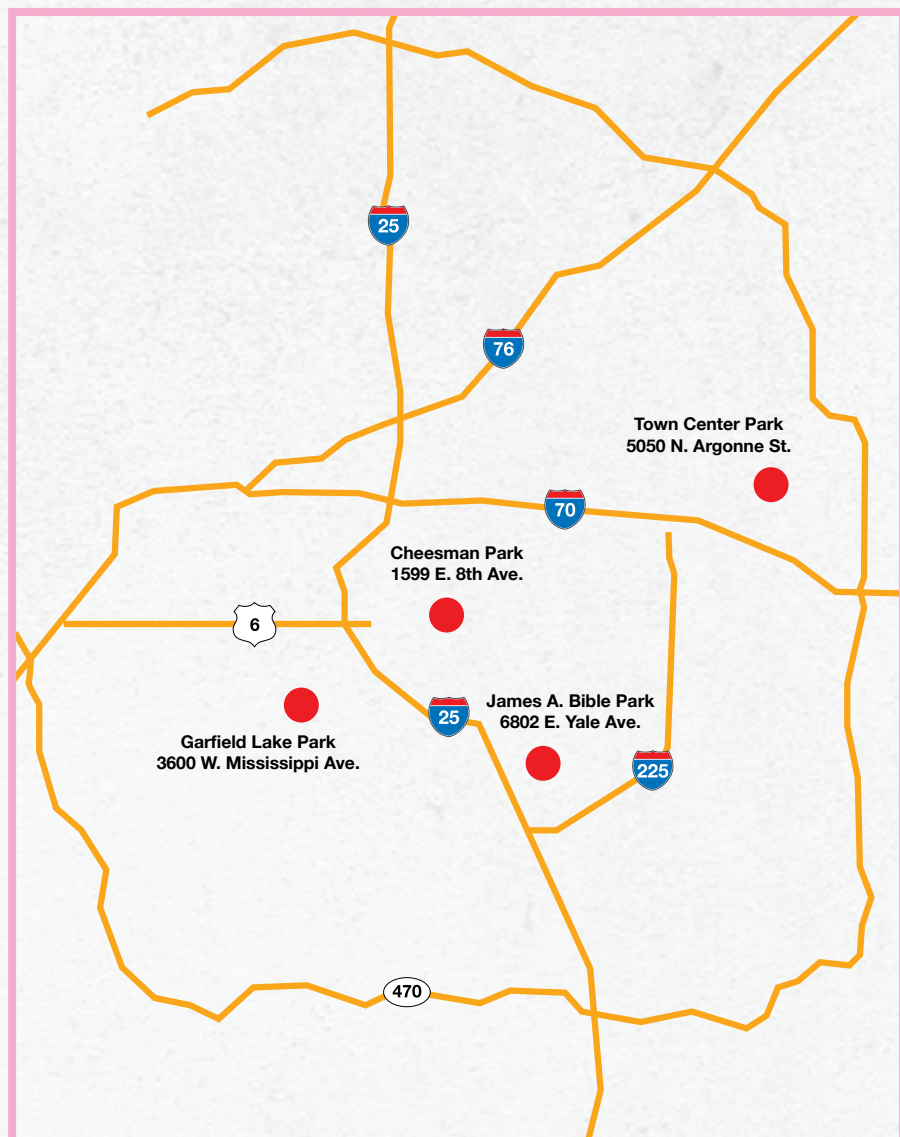 25
76
Town Center Park
5050 N. Argonne St.
70
Cheesman Park
1599 E. 8th Ave.
6
James A. Bible Park
6802 E. Yale Ave.
25
Garfield Lake Park
3600 W. Mississippi Ave.
225
470